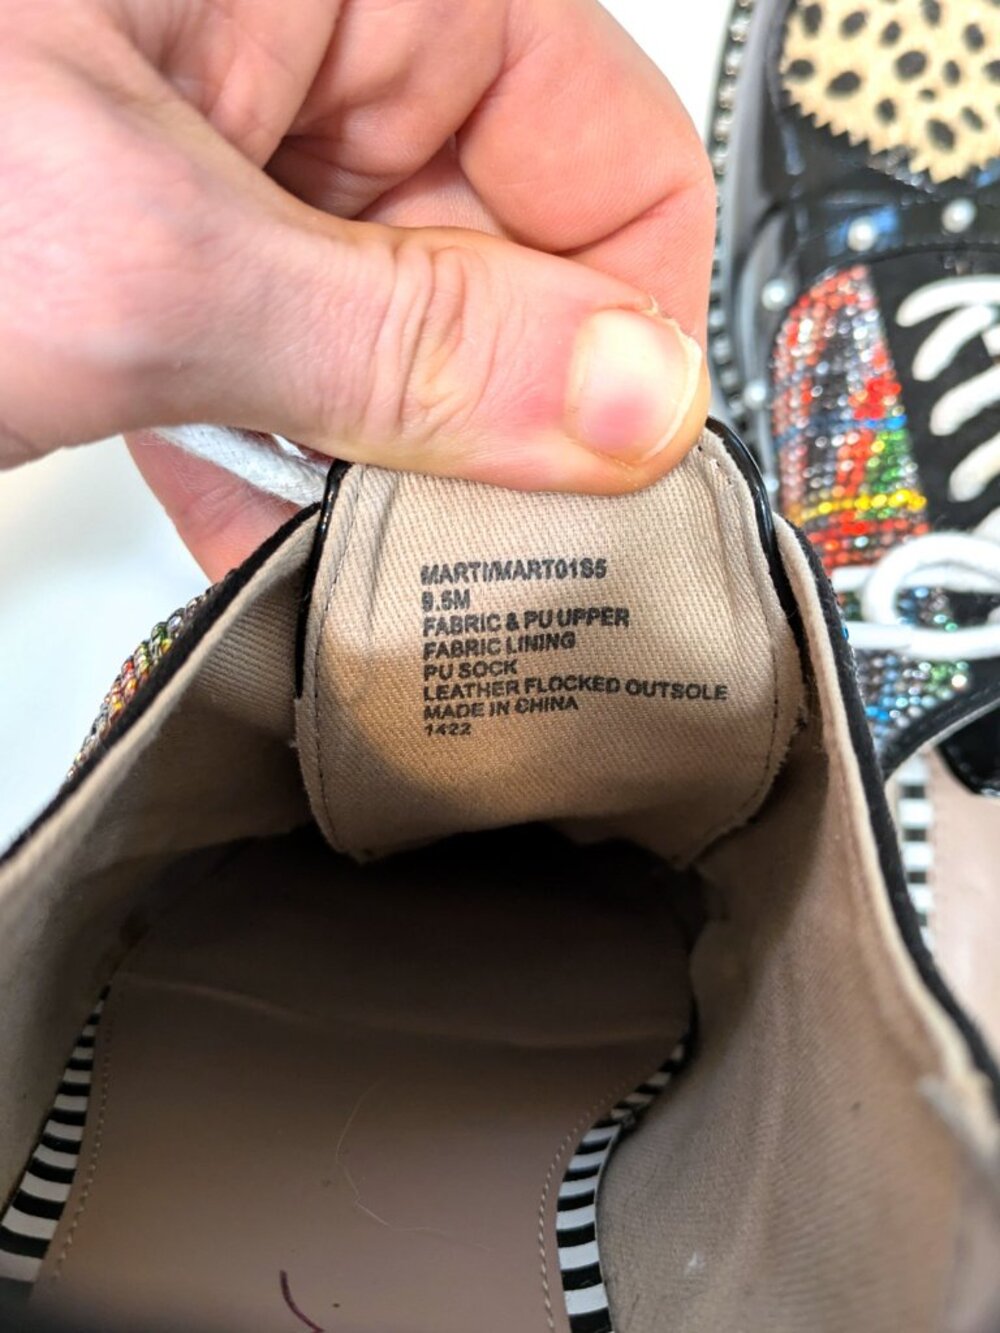 MARTI/MART01S5
9.5M
FABRIC & PU UPPER
FABRIC LINING
PU SOCK
LEATHER FLOCKED OUTSOLE
MADE IN CHINA
1422